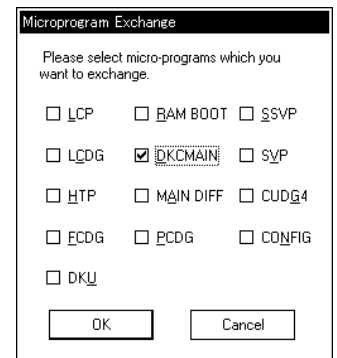 Microprogram Exchange
Please select micro-programs which you
want to exchange.
LCP RAM BOOT SSVP
LCDG DKCMAIN SVP
HTP MAIN DIFF CUDG4
FCDG PCDG CONFIG
DKU
OK Cancel